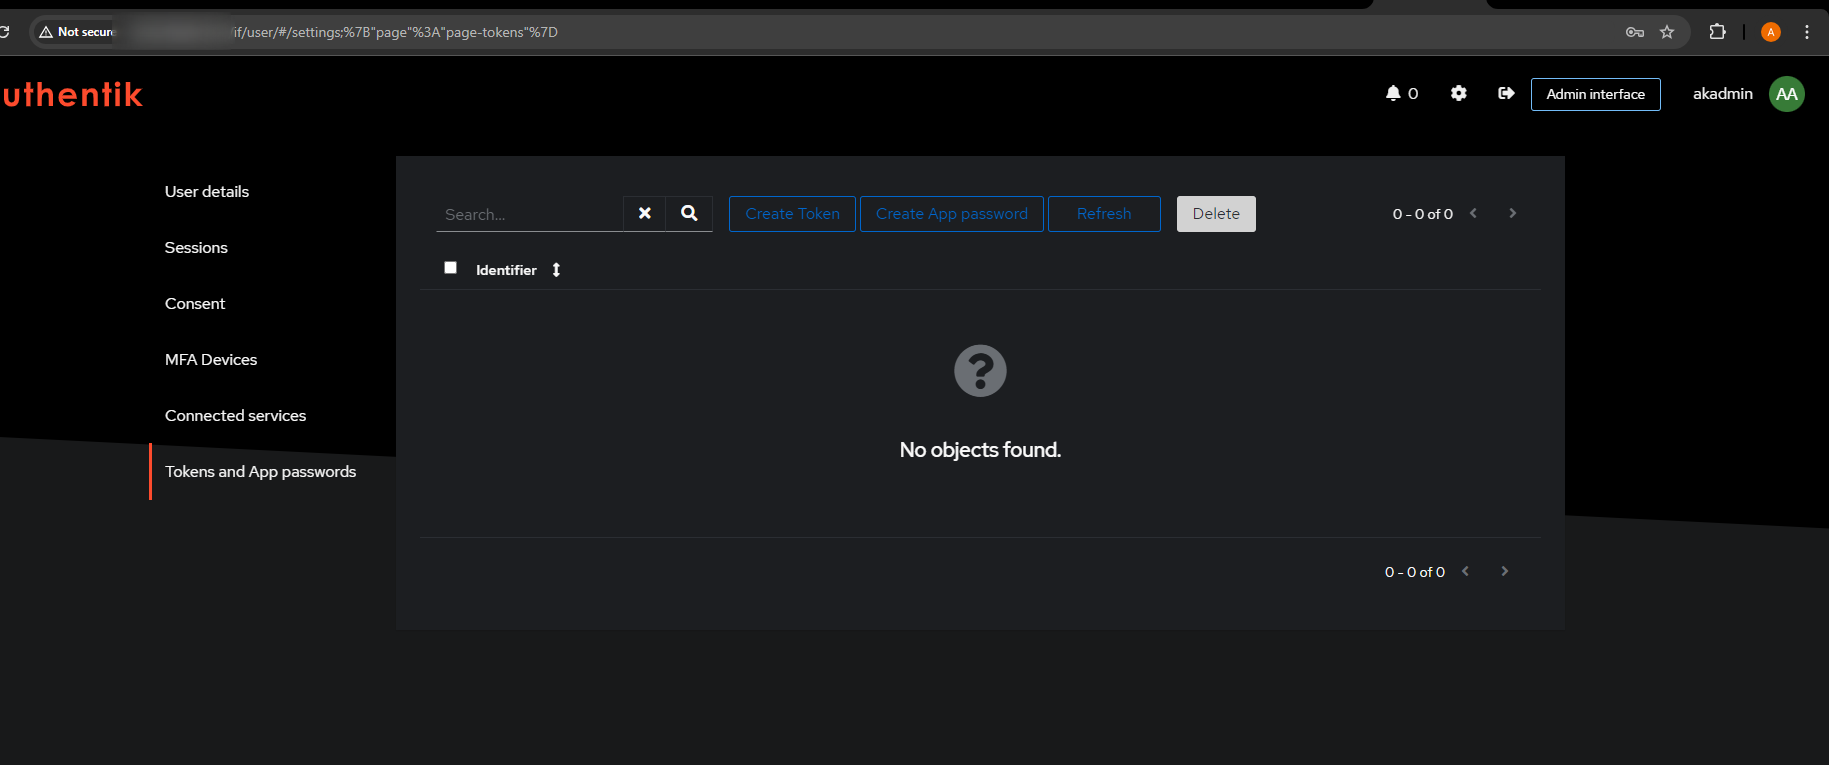 Not secure if/user/#/settings;%7B"page"%3A"page-tokens"%7D
A
uthentik
0
Admin interface
akadmin
AA
User details
Sessions
Consent
MFA Devices
Connected services
Tokens and App passwords
Search...
Create Token
Create App password
Refresh
Delete
0 - 0 of 0
Identifier
?
No objects found.
0 - 0 of 0